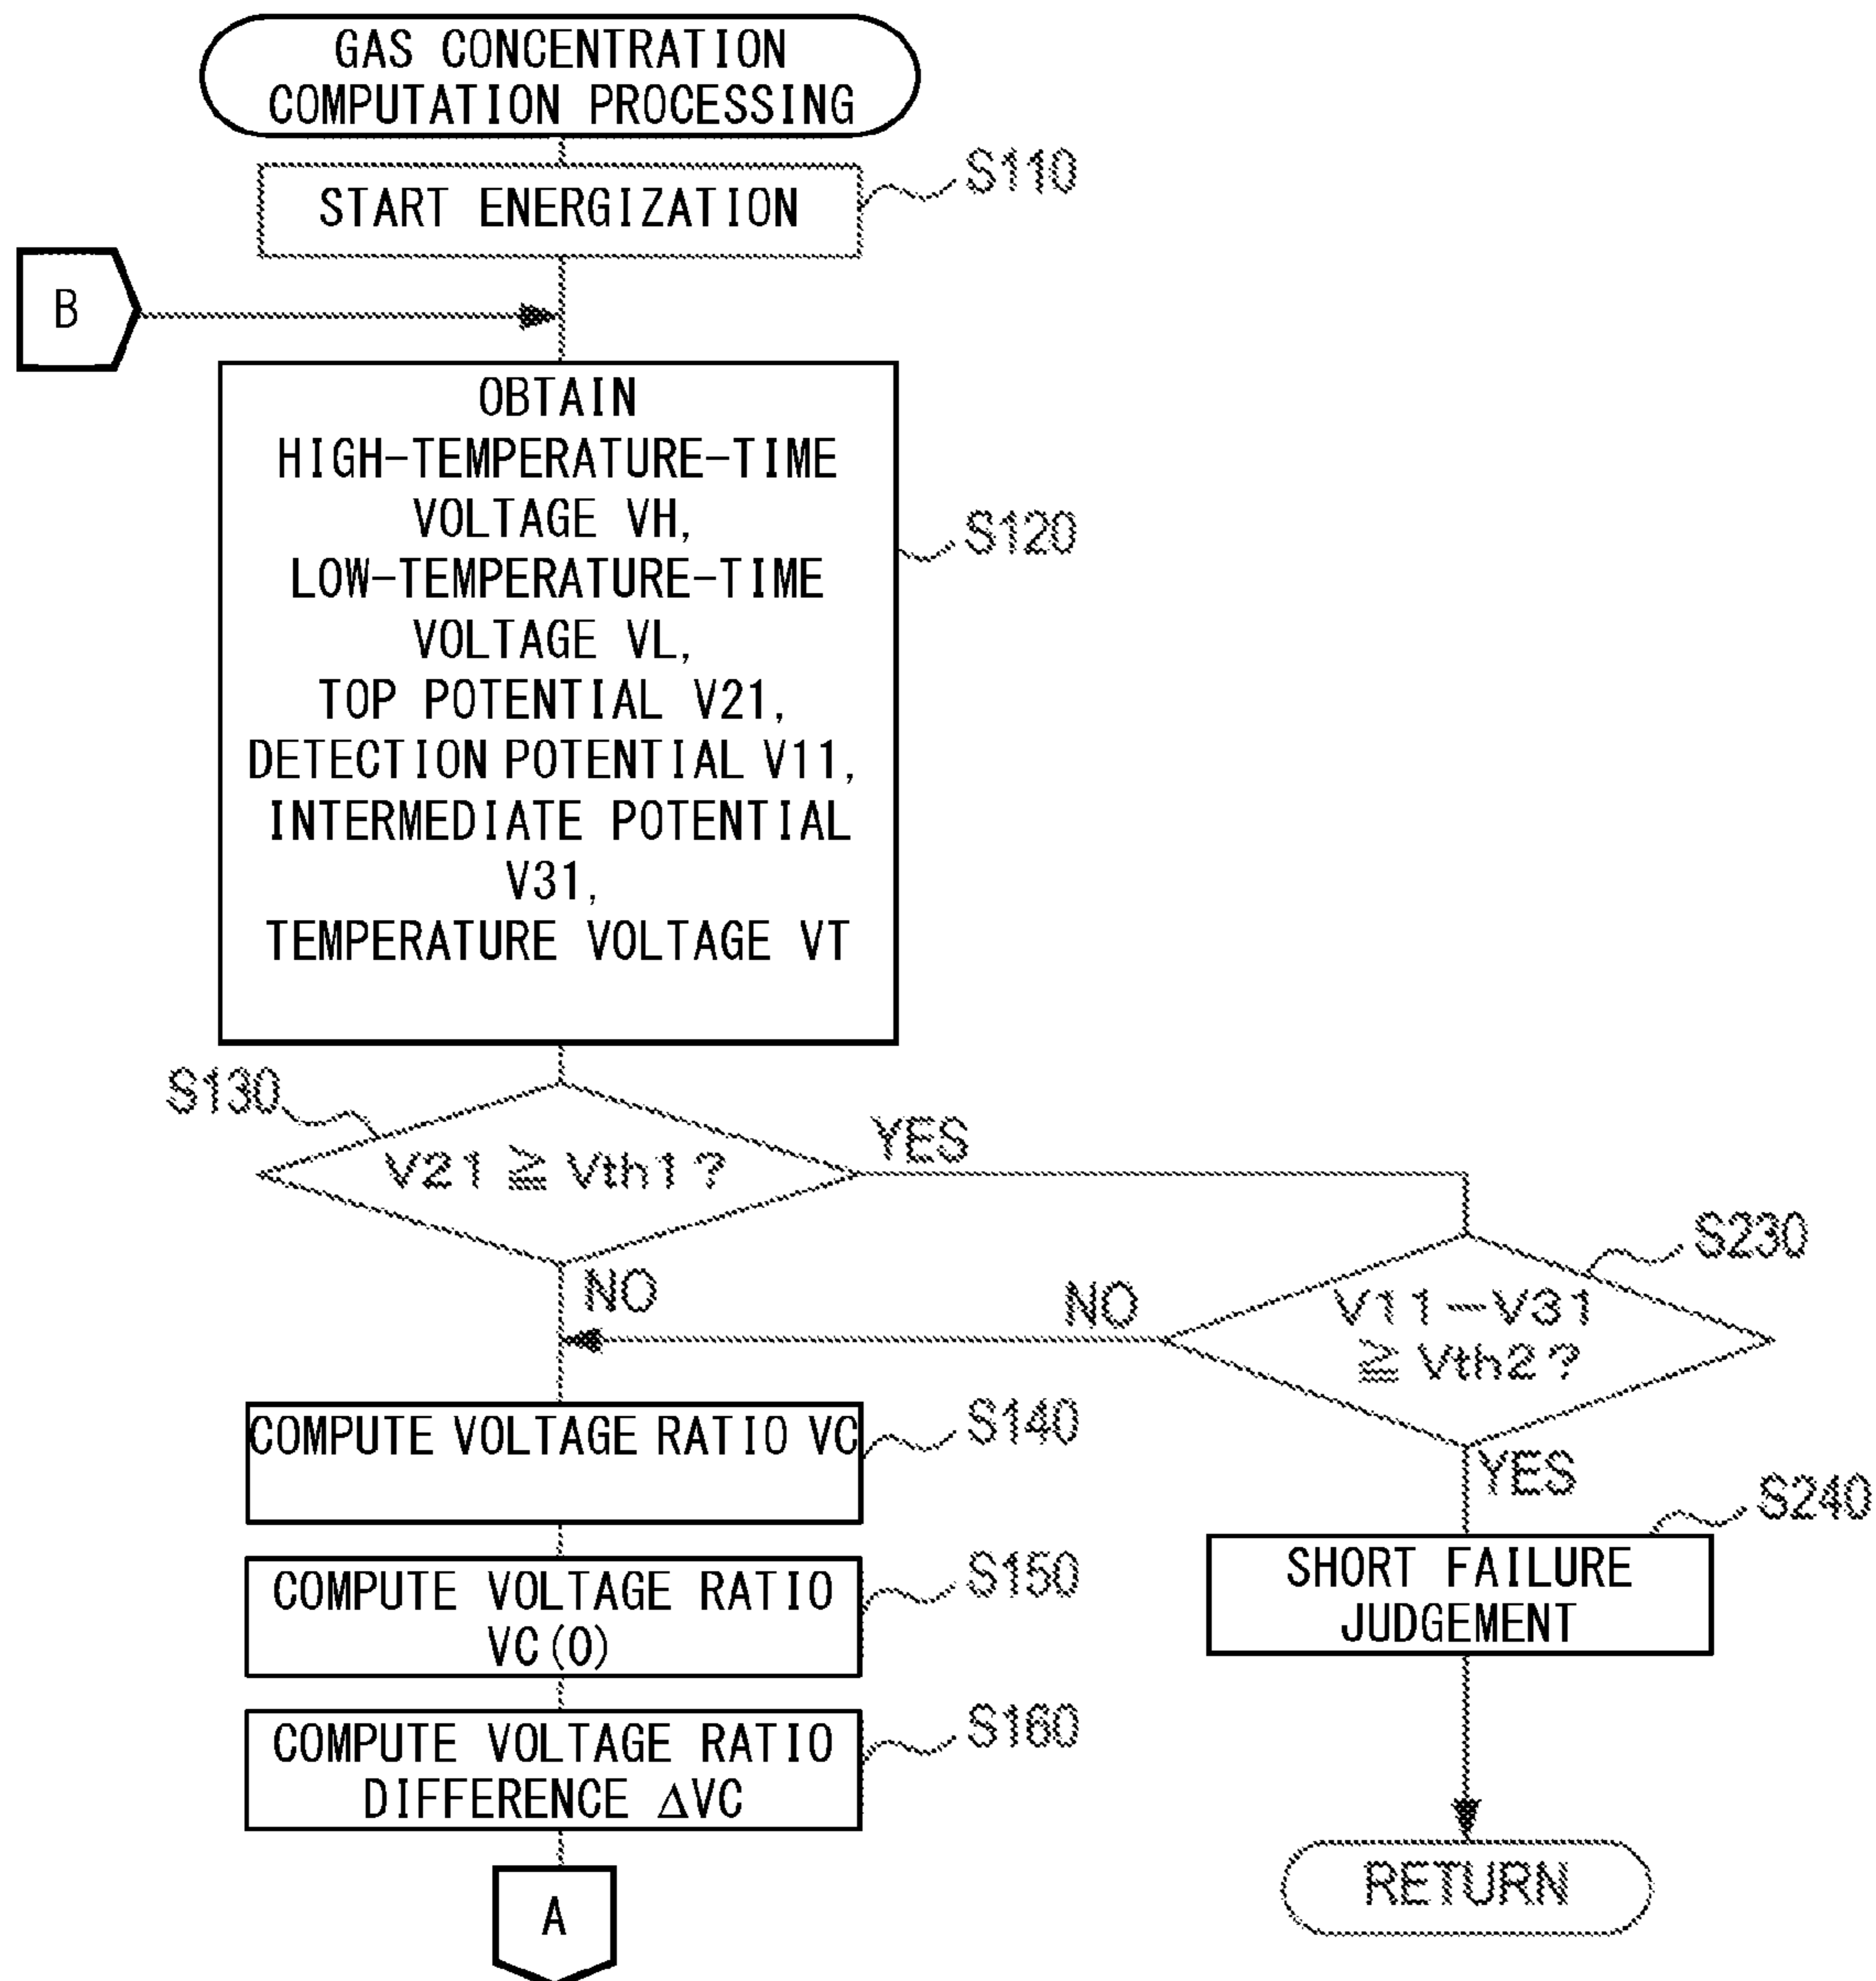 GAS CONCENTRATION
COMPUTATION PROCESSING
START ENERGIZATION
S110
B
OBTAIN
HIGH-TEMPERATURE-TIME
VOLTAGE VH,
LOW-TEMPERATURE-TIME
VOLTAGE VL,
TOP POTENTIAL V21,
DETECTION POTENTIAL V11,
INTERMEDIATE POTENTIAL
V31,
TEMPERATURE VOLTAGE VT
S120
S130
V21 ≧ Vth1?
YES
NO
S230
V11-V31
≧ Vth2?
NO
YES
COMPUTE VOLTAGE RATIO VC
S140
S240
SHORT FAILURE
JUDGEMENT
COMPUTE VOLTAGE RATIO
VC(0)
S150
COMPUTE VOLTAGE RATIO
DIFFERENCE ΔVC
S160
RETURN
A